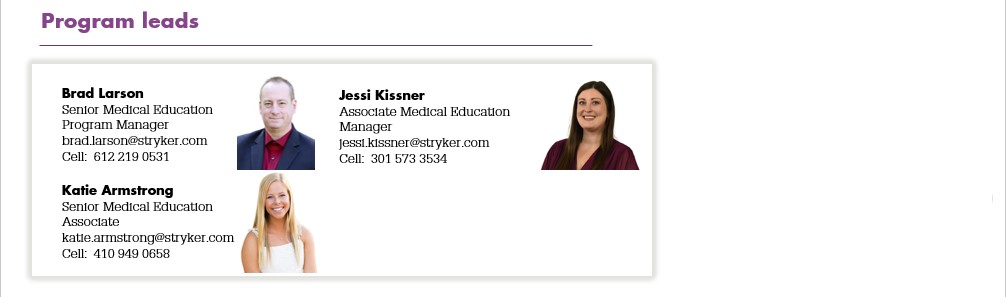 Program leads
Brad Larson
Senior Medical Education
Program Manager
brad.larson@stryker.com
Cell:  612 219 0531
Jessi Kissner
Associate Medical Education
Manager
jessi.kissner@stryker.com
Cell:  301 573 3534
Katie Armstrong
Senior Medical Education
Associate
katie.armstrong@stryker.com
Cell:  410 949 0658